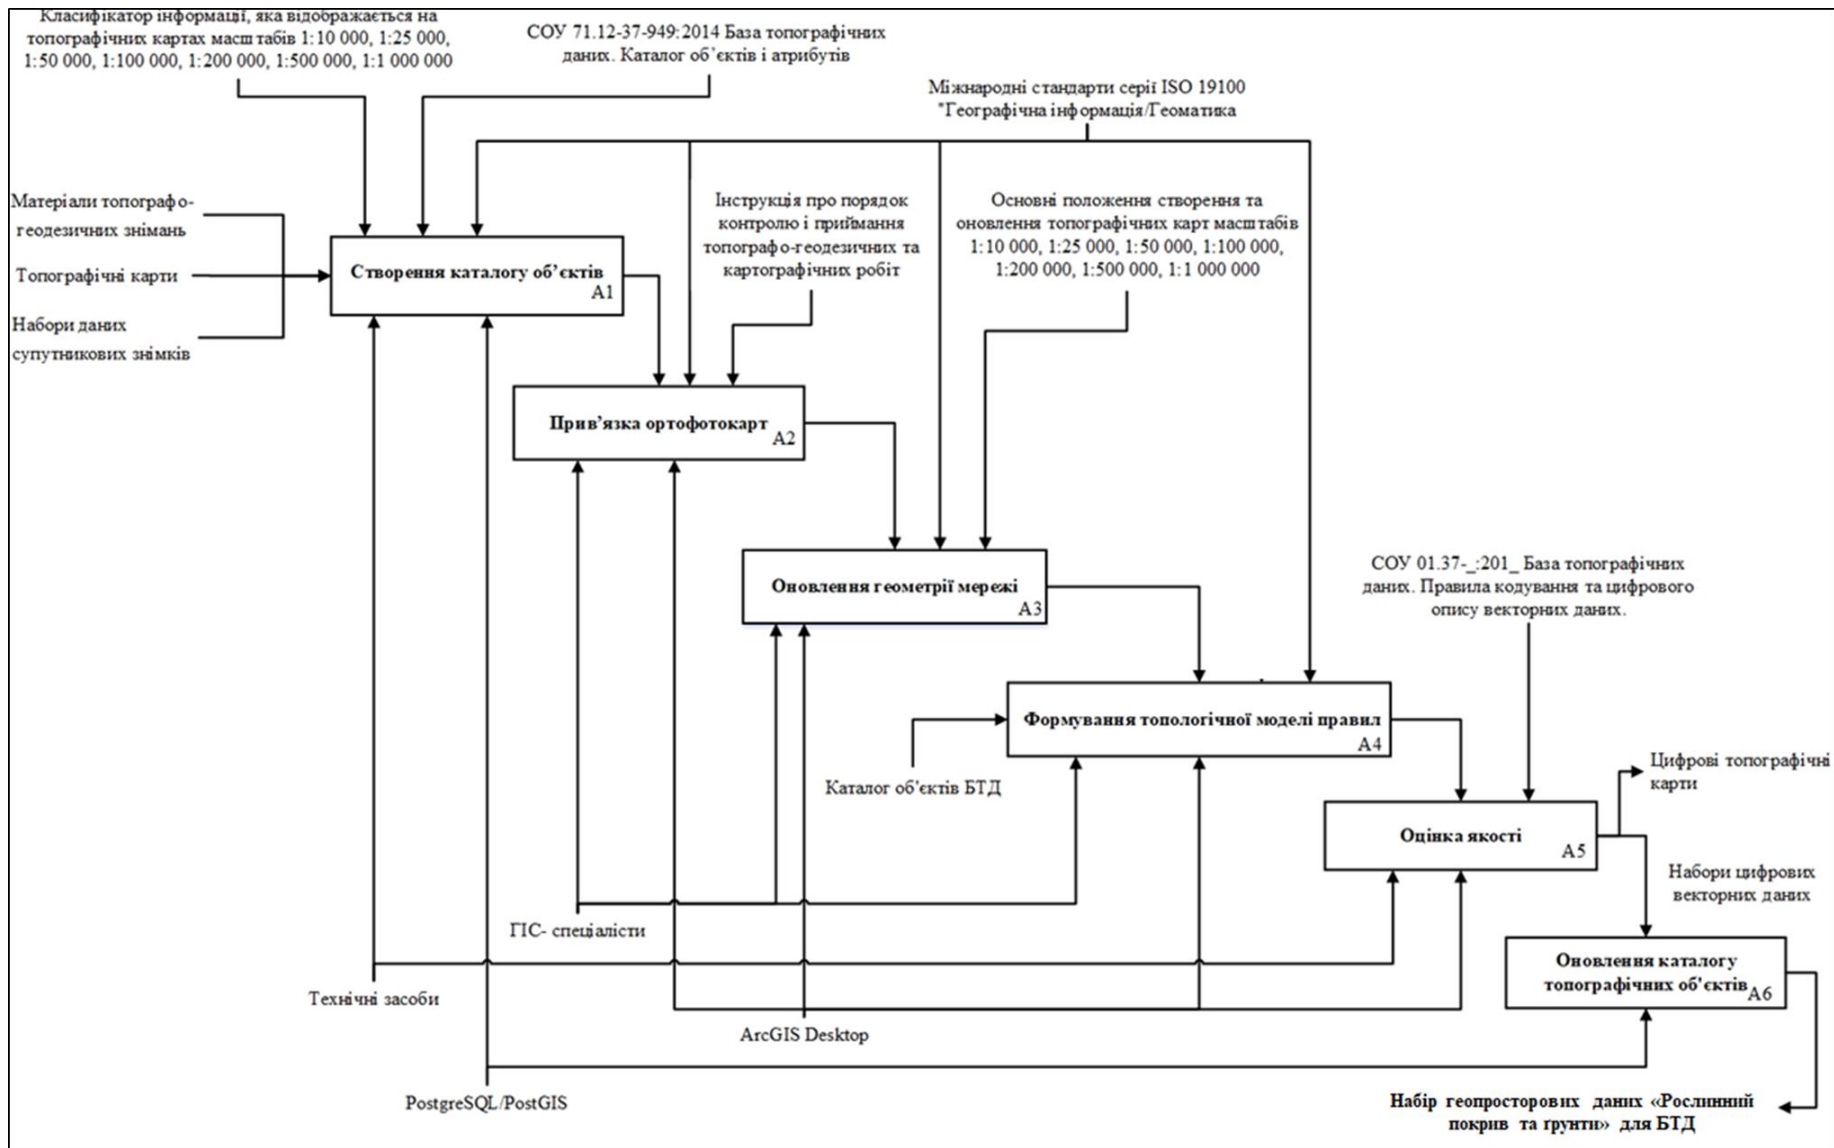 Класифікатор інформації, яка відображається на
топографічних картах масштабів 1:10 000, 1:25 000,
1:50 000, 1:100 000, 1:200 000, 1:500 000, 1:1 000 000
СОУ 71.12-37-949:2014 База топографічних
даних. Каталог об’єктів і атрибутів
Міжнародні стандарти серії ISO 19100
"Географічна інформація/Геоматика
Матеріали топографо-
геодезичних знімань
Топографічні карти
Набори даних
супутникових знімків
Інструкція про порядок
контролю і приймання
топографо-геодезичних та
картографічних робіт
Основні положення створення та
оновлення топографічних карт масштабів
1:10 000, 1:25 000, 1:50 000, 1:100 000,
1:200 000, 1:500 000, 1:1 000 000
Створення каталогу об’єктів
А1
Прив’язка ортофотокарт
А2
Оновлення геометрії мережі
А3
СОУ 01.37-_:201_ База топографічних
даних. Правила кодування та цифрового
опису векторних даних.
Формування топологічної моделі правил
А4
Каталог об’єктів БТД
Цифрові топографічні
карти
Оцінка якості
А5
Набори цифрових
векторних даних
ГІС- спеціалісти
Оновлення каталогу
топографічних об'єктів
А6
Технічні засоби
ArcGIS Desktop
PostgreSQL/PostGIS
Набір геопросторових даних «Рослинний
покрив та ґрунти» для БТД